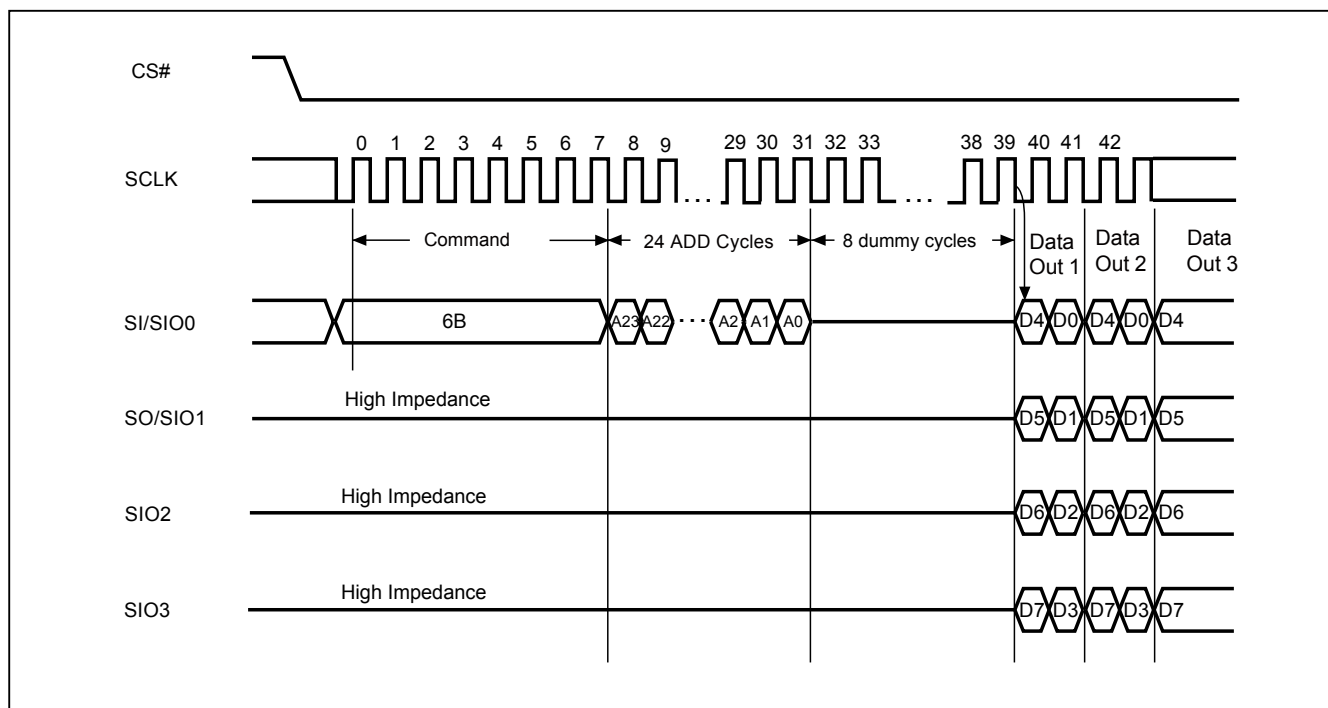 CS#
0 1 2 3 4 5 6 7 8 9 29 30 31 32 33 38 39 40 41 42
SCLK
Command 24 ADD Cycles 8 dummy cycles Data Out 1 Data Out 2 Data Out 3
SI/SIO0 6B A23 A22 A2 A1 A0 D4 D0 D4 D0 D4
High Impedance
SO/SIO1 D5 D1 D5 D1 D5
High Impedance
SIO2 D6 D2 D6 D2 D6
High Impedance
SIO3 D7 D3 D7 D3 D7